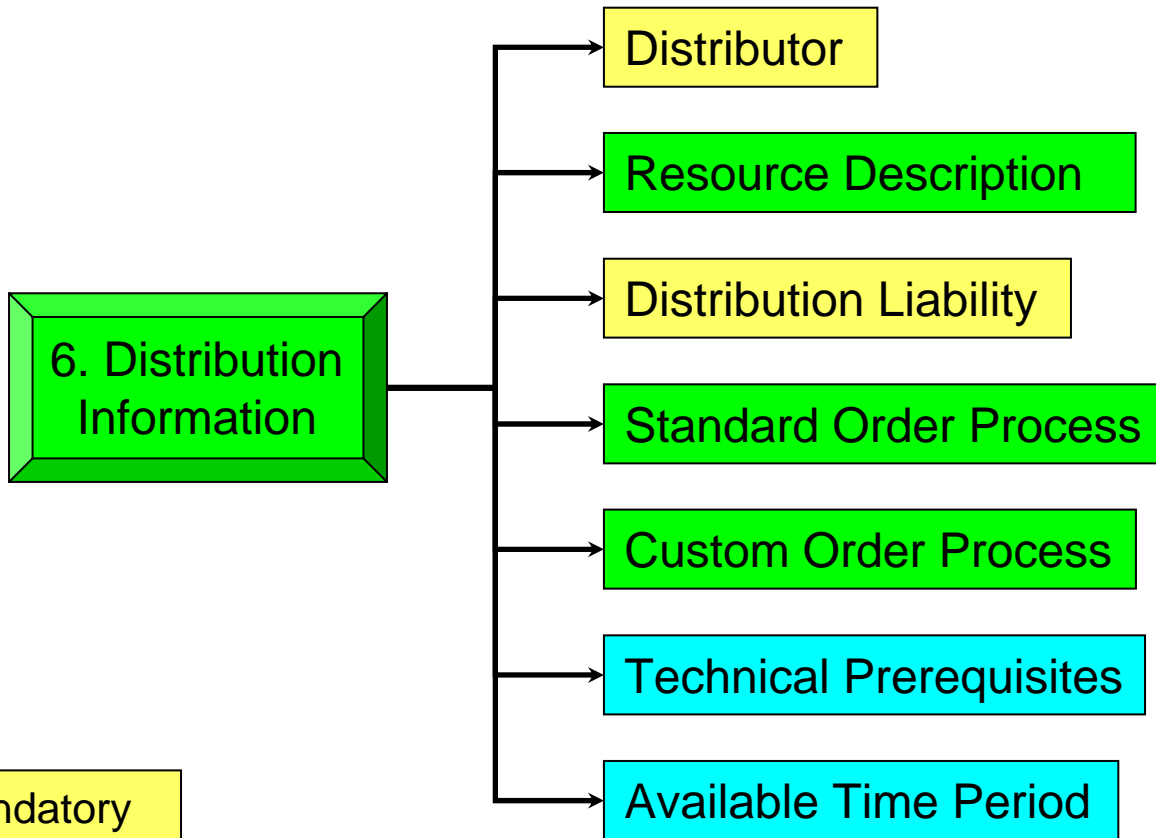 Distributor
Resource Description
Distribution Liability
6. Distribution
Information
Standard Order Process
Custom Order Process
Technical Prerequisites
Available Time Period
ndatory